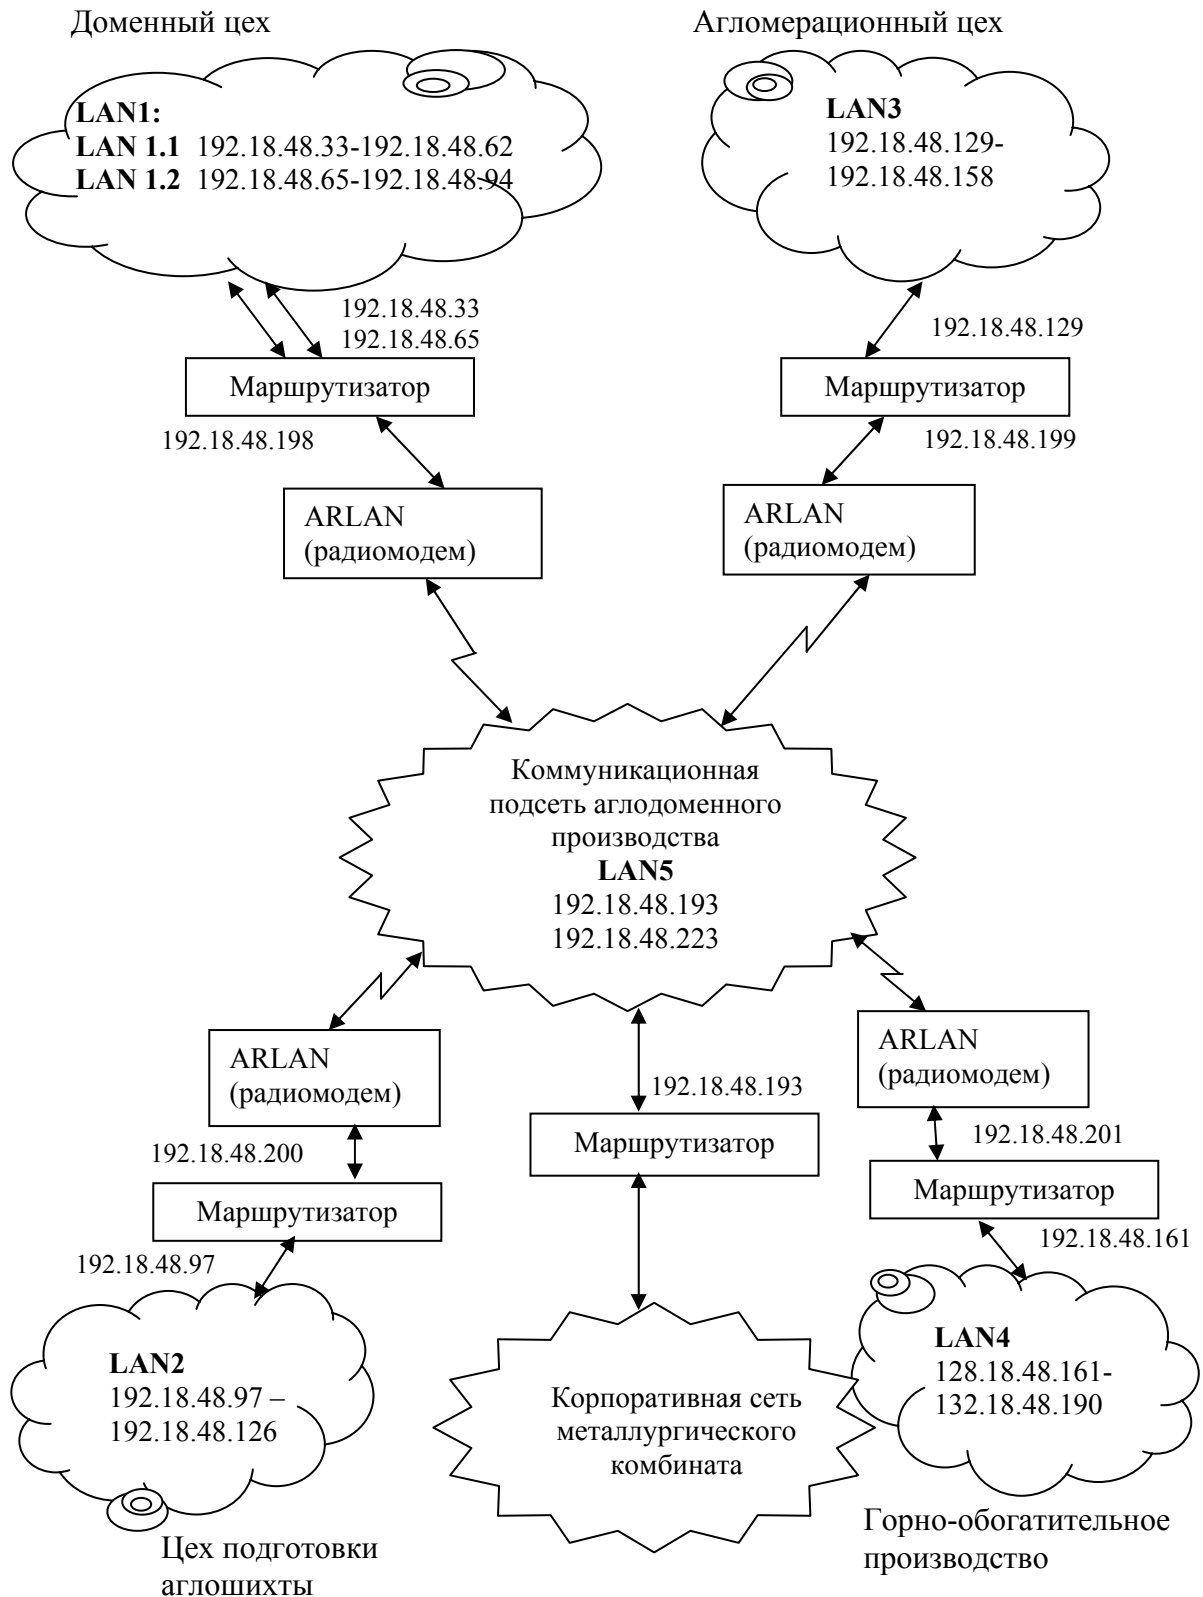 Доменный цех
Агломерационный цех
LAN1:
LAN 1.1 192.18.48.33-192.18.48.62
LAN 1.2 192.18.48.65-192.18.48.94
LAN3
192.18.48.129-
192.18.48.158
192.18.48.33
192.18.48.65
192.18.48.129
Маршрутизатор
Маршрутизатор
192.18.48.198
192.18.48.199
ARLAN
(радиомодем)
ARLAN
(радиомодем)
Коммуникационная
подсеть аглодоменного
производства
LAN5
192.18.48.193
192.18.48.223
ARLAN
(радиомодем)
ARLAN
(радиомодем)
192.18.48.193
192.18.48.200
Маршрутизатор
192.18.48.201
Маршрутизатор
Маршрутизатор
192.18.48.97
192.18.48.161
LAN2
192.18.48.97 –
192.18.48.126
Корпоративная сеть
металлургического
комбината
LAN4
128.18.48.161-
132.18.48.190
Цех подготовки
аглошихты
Горно-обогатительное
производство